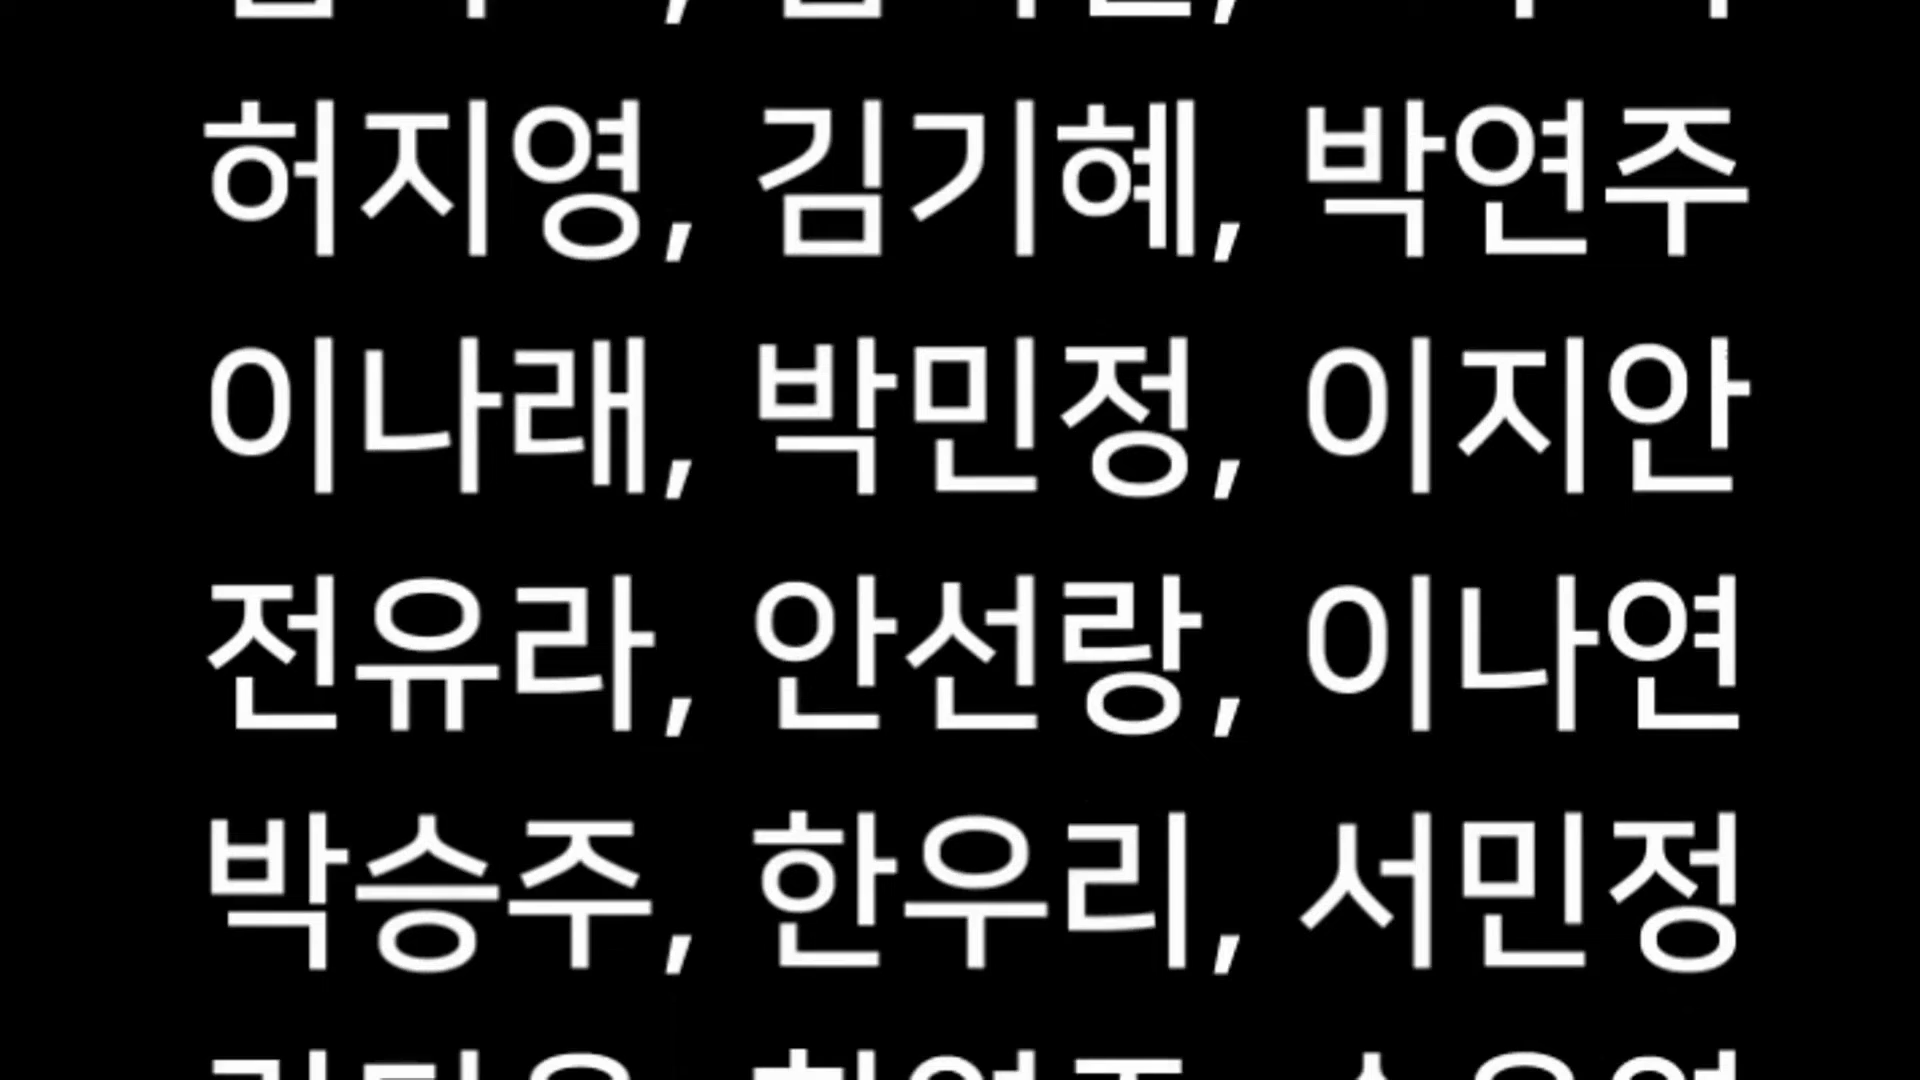 허지영, 김기혜, 박연주
이나래, 박민정, 이지안
전유라, 안선랑, 이나연
박승주, 한우리, 서민정